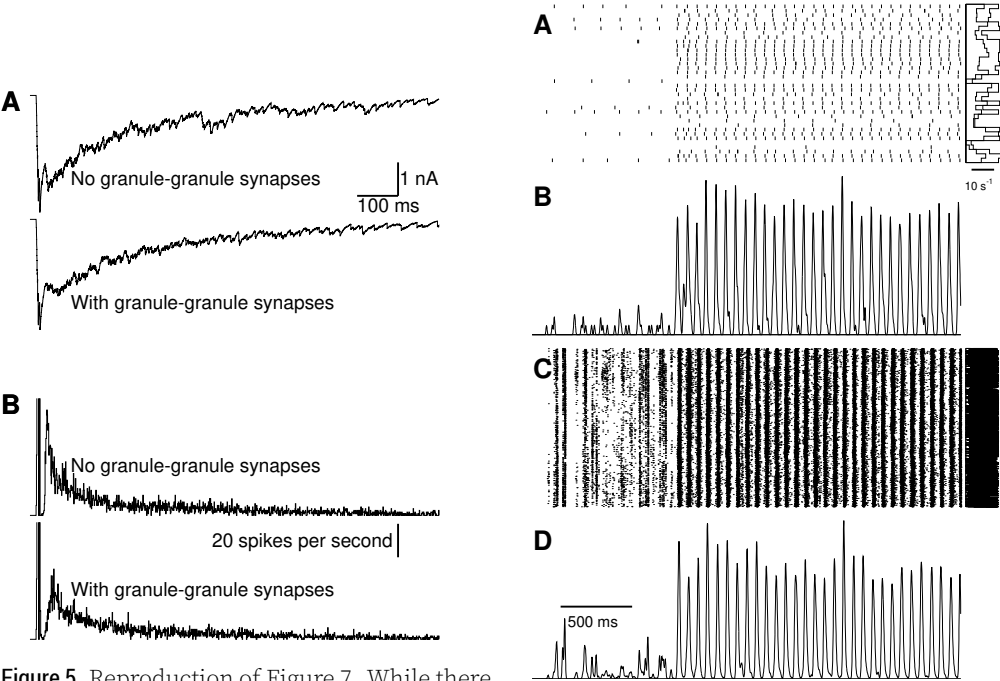 A
No granule-granule synapses
1 nA
100 ms
With granule-granule synapses
B
No granule-granule synapses
20 spikes per second
With granule-granule synapses
Figure 5. Reproduction of Figure 7. While there
A
10 s⁻¹
B
C
D
500 ms